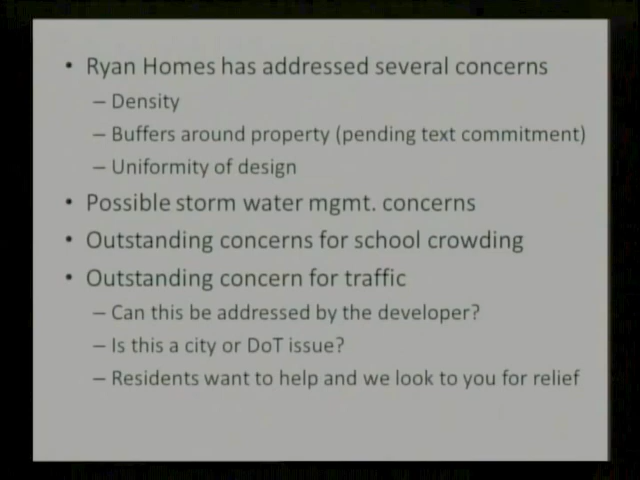 • Ryan Homes has addressed several concerns
– Density
– Buffers around property (pending text commitment)
– Uniformity of design
• Possible storm water mgmt. concerns
• Outstanding concerns for school crowding
• Outstanding concern for traffic
– Can this be addressed by the developer?
– Is this a city or DoT issue?
– Residents want to help and we look to you for relief